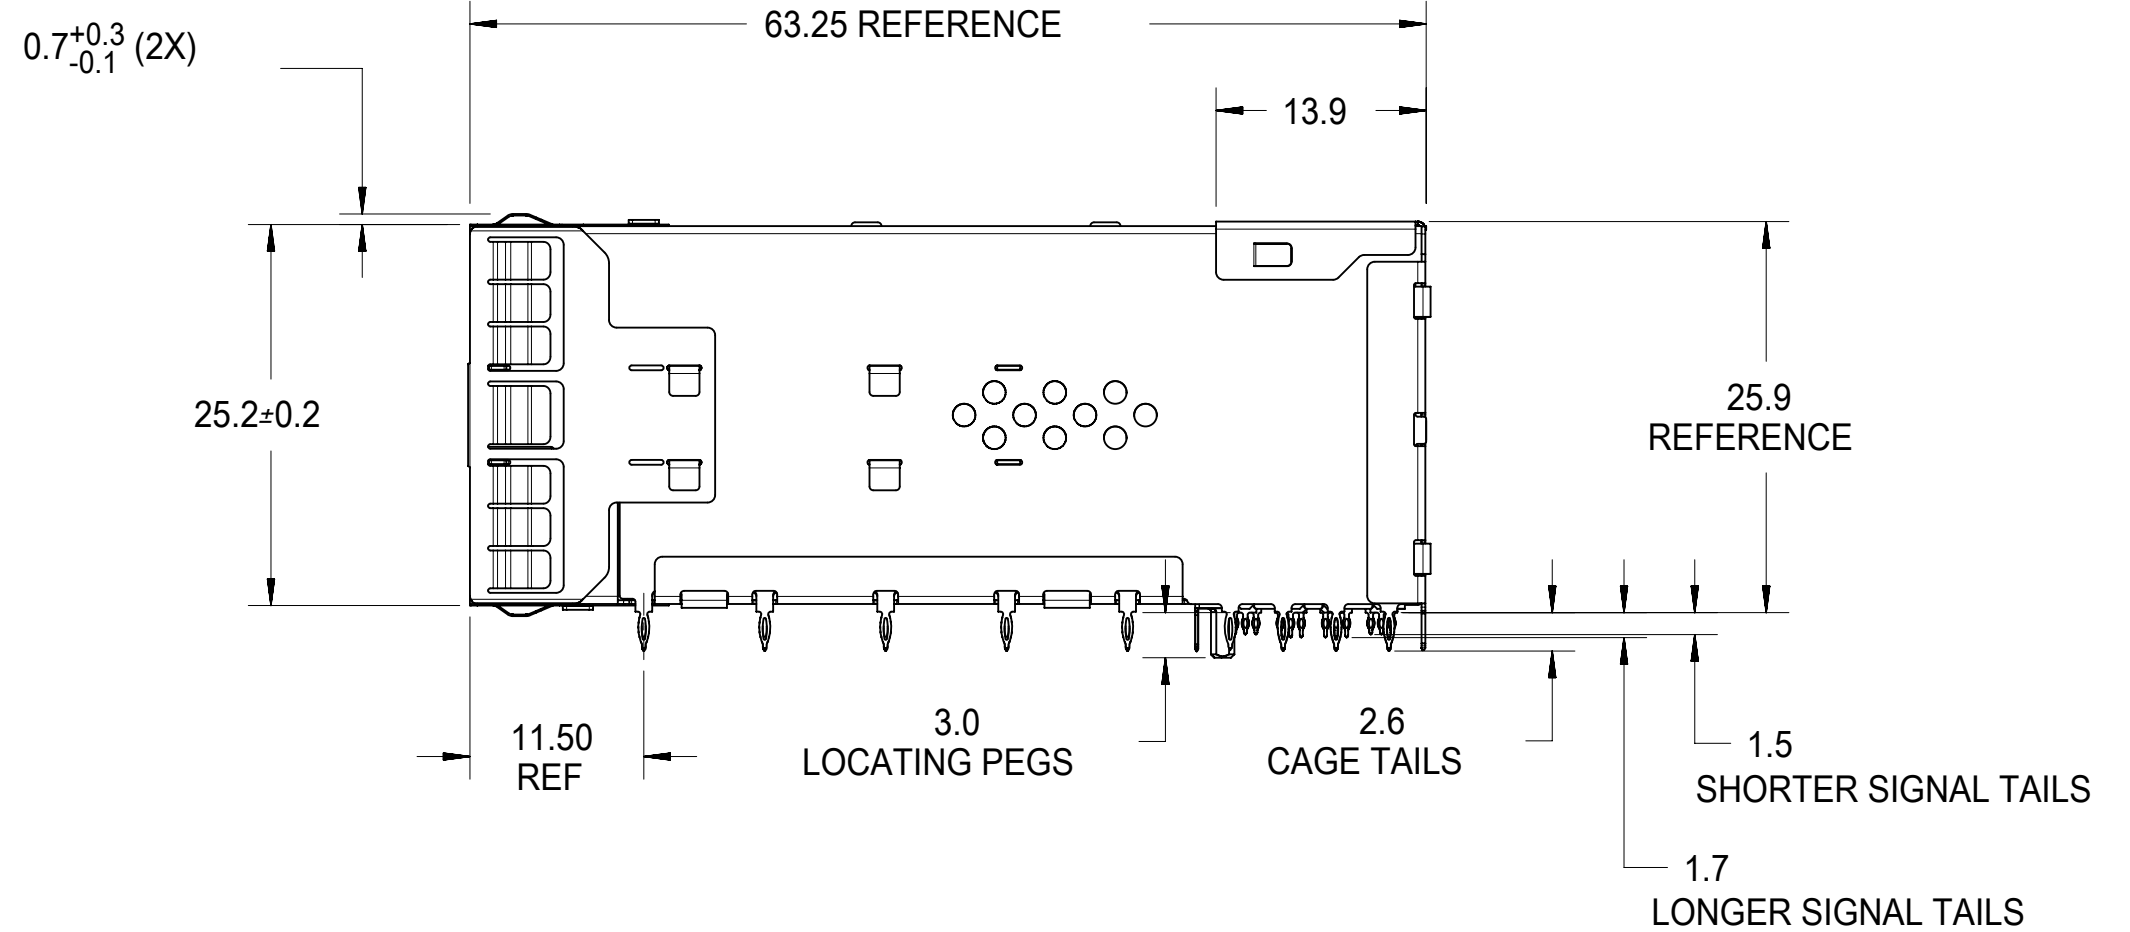 63.25 REFERENCE
0.7+0.3 -0.1 (2X)
13.9
25.2±0.2
25.9
REFERENCE
11.50
REF
3.0
LOCATING PEGS
2.6
CAGE TAILS
1.5
SHORTER SIGNAL TAILS
1.7
LONGER SIGNAL TAILS